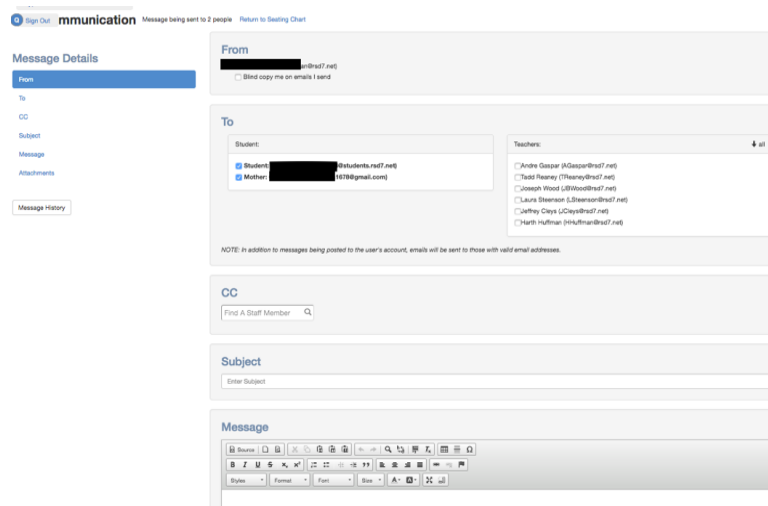 Q Sign Out mmunication Message being sent to 2 people Return to Seating Chart
Message Details
From
To
CC
Subject
Message
Attachments
Message History
From
an@rsd7.net)
Blind copy me on emails I send
To
Student:
Student: @students.rsd7.net)
Mother: 1678@gmail.com)
Teachers: all
Andre Gaspar (AGaspar@rsd7.net)
Tadd Reaney (TReaney@rsd7.net)
Joseph Wood (JBWood@rsd7.net)
Laura Steenson (LSteenson@rsd7.net)
Jeffrey Cleys (JCleys@rsd7.net)
Harth Huffman (HHuffman@rsd7.net)
NOTE: In addition to messages being posted to the user's account, emails will be sent to those with valid email addresses.
CC
Find A Staff Member
Subject
Enter Subject
Message
Source
B I U S
Styles Format Font Size A A